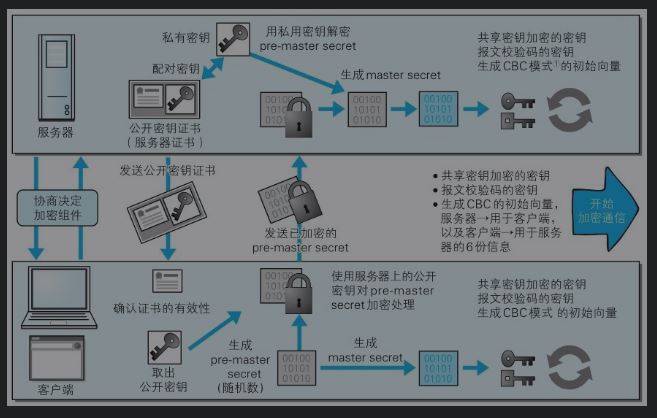 私有密钥
用私用密钥解密
pre-master secret
共享密钥加密的密钥
报文校验码的密钥
生成CBC模式¹的初始向量
配对密钥
生成master secret
00100
01011
01010
00100
10101
01010
00100
10101
01010
服务器
公开密钥证书
（服务器证书）
发送公开密钥证书
协商决定
加密组件
发送已加密的
pre-master secret
• 共享密钥加密的密钥
• 报文校验码的密钥
• 生成CBC的初始向量，
服务器→用于客户端，
以及客户端→用于服务
器的6份信息
开始
加密通信
确认证书的有效性
使用服务器上的公开
密钥对pre-master
secret加密处理
共享密钥加密的密钥
报文校验码的密钥
生成CBC模式 的初始向量
取出
公开密钥
生成
pre-master
secret
(随机数)
00100
10101
01010
生成
master secret
00100
10101
01010
客户端